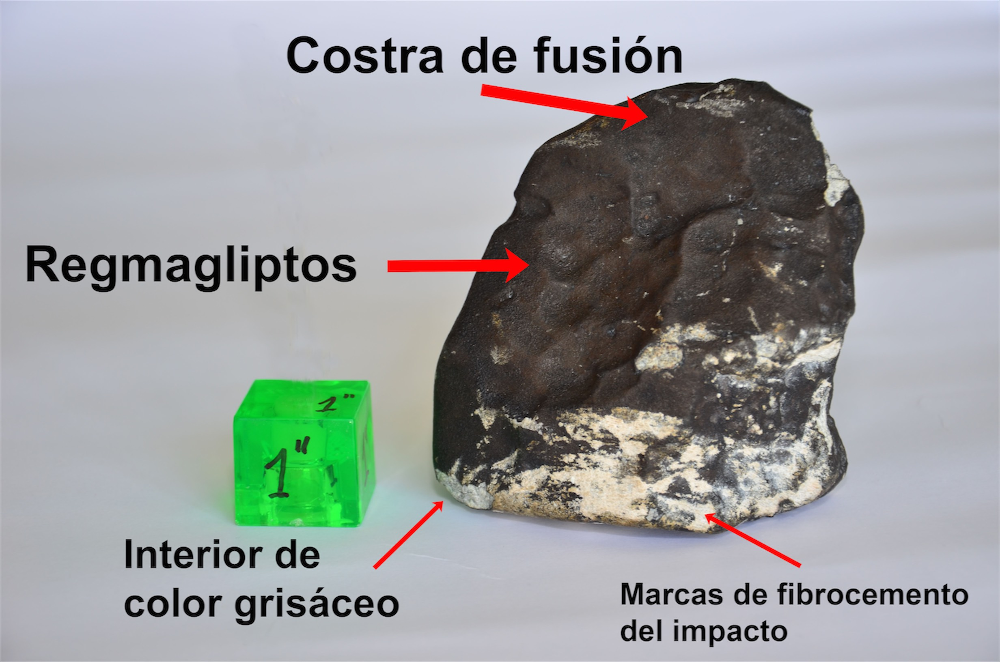 Costra de fusión
Regmagliptos
1"
1"
Interior de
color grisáceo
Marcas de fibrocemento
del impacto